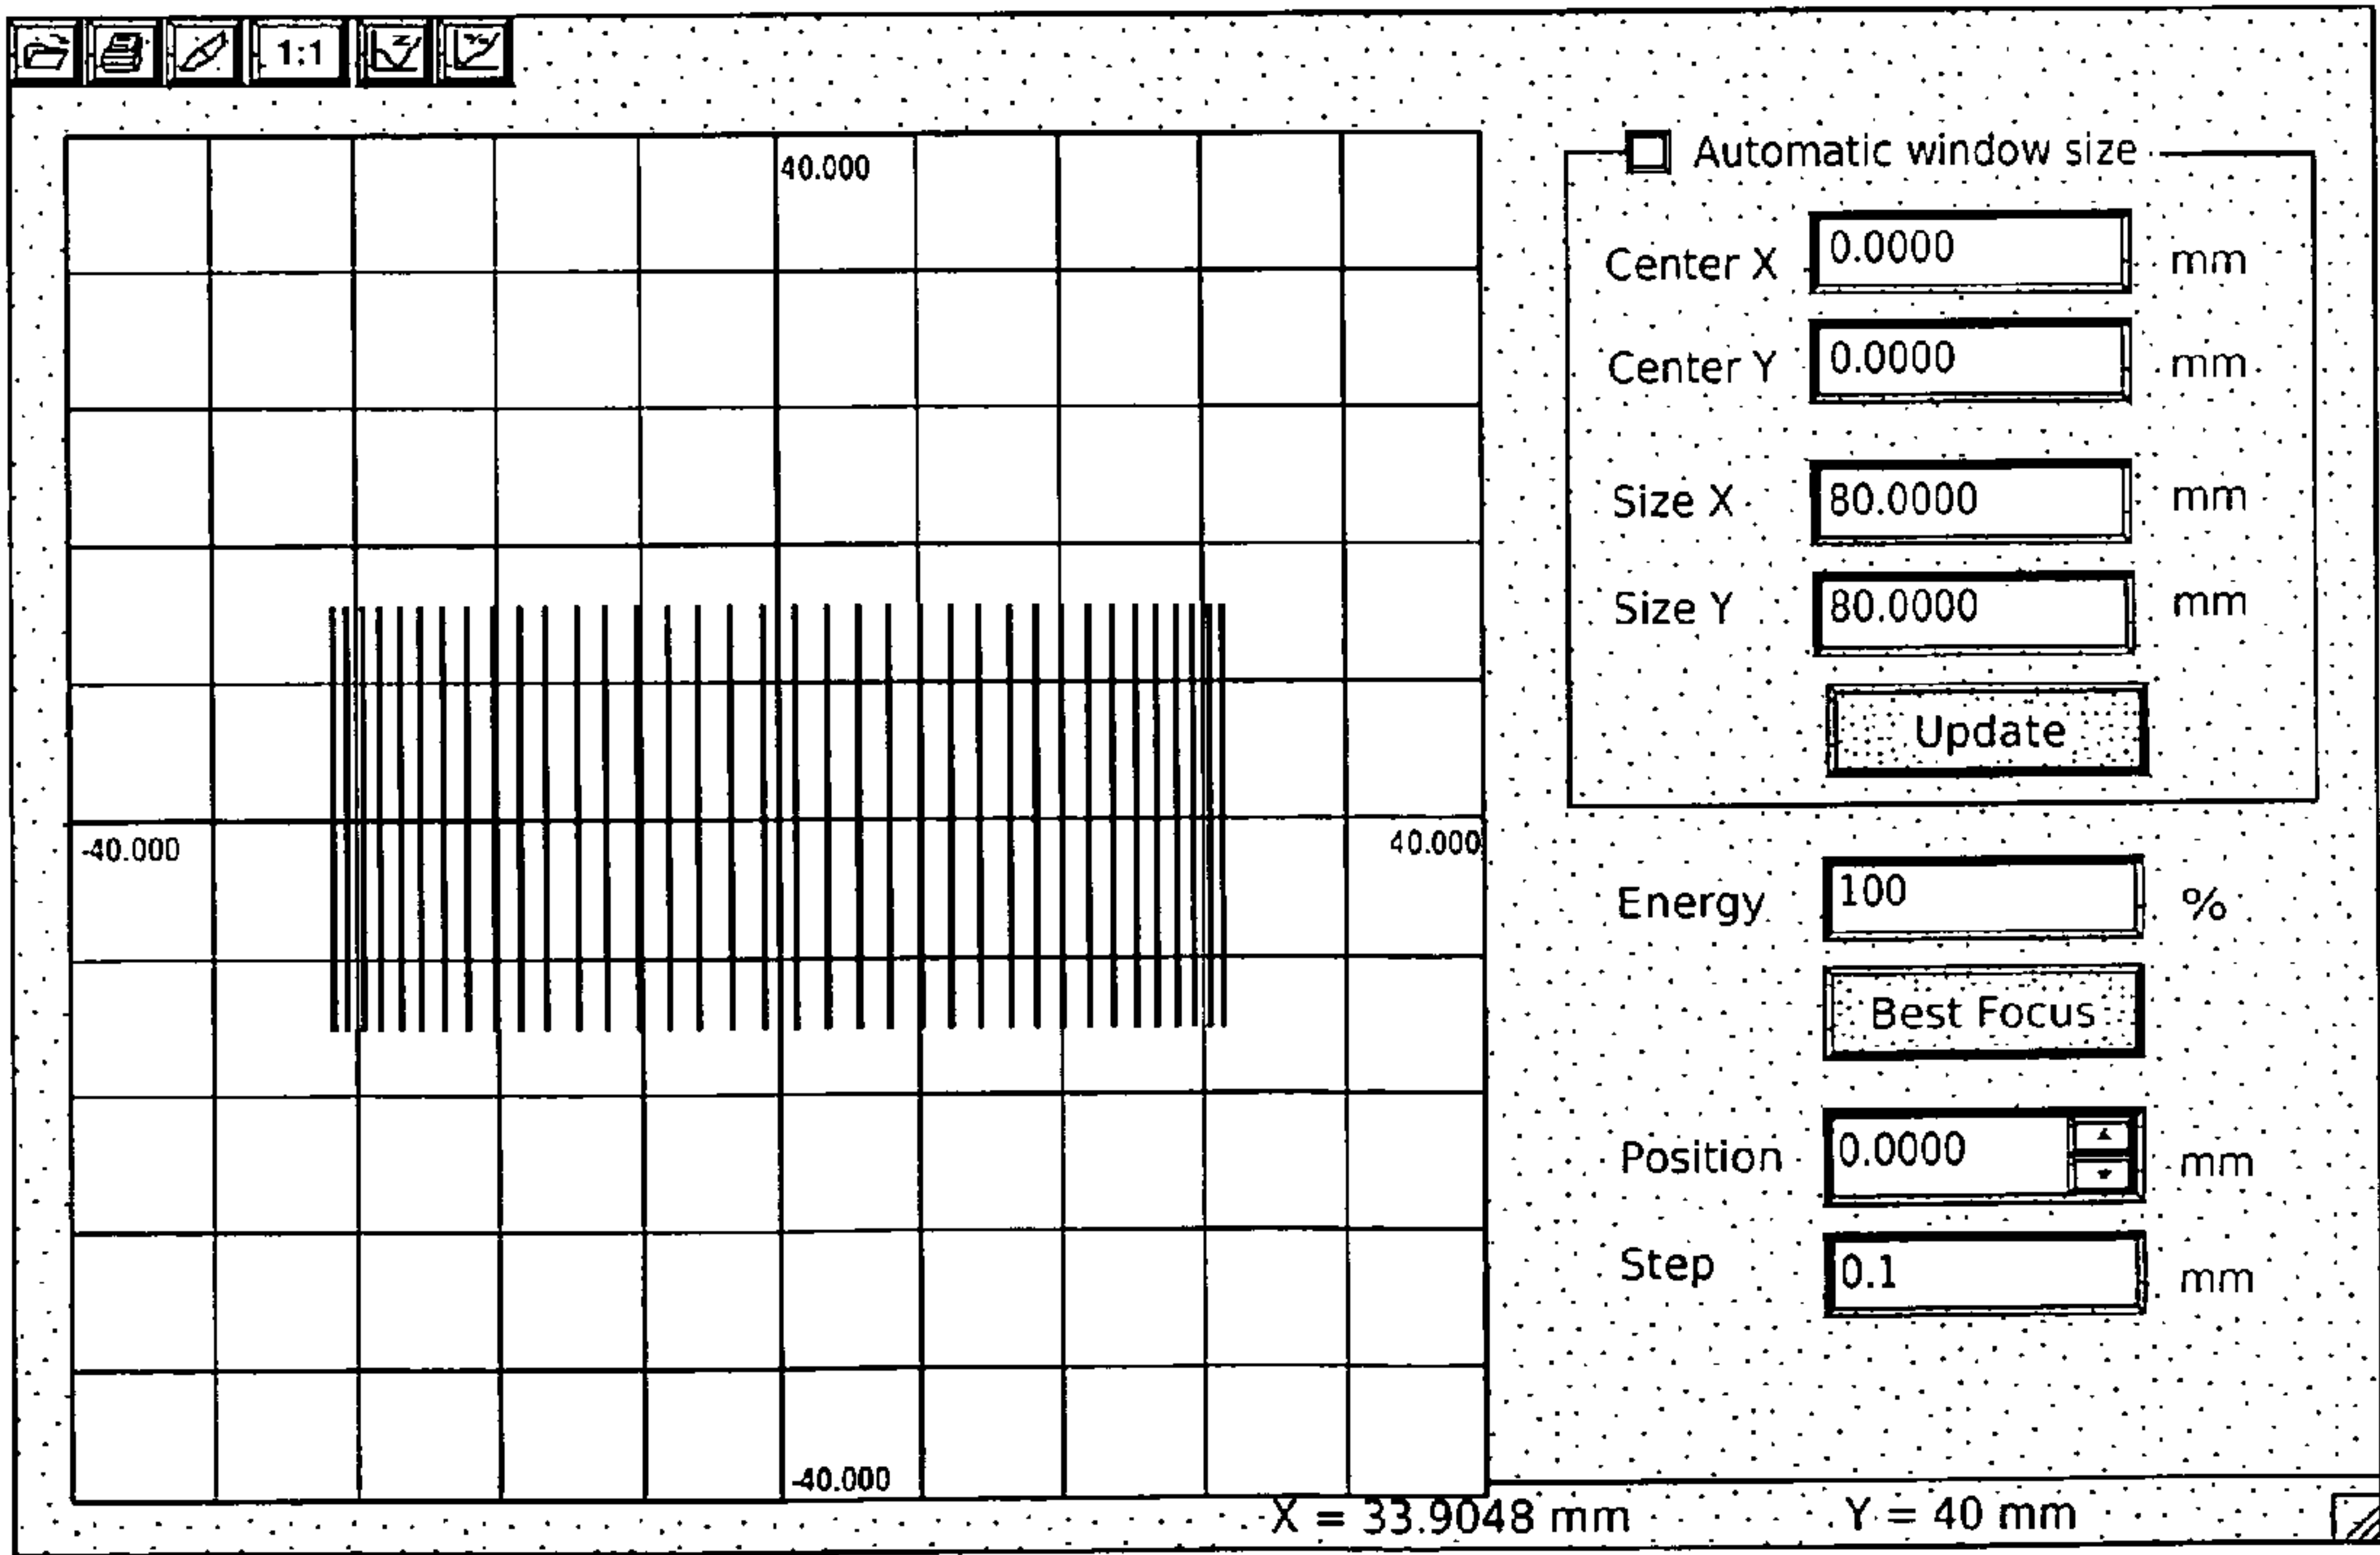 1:1
40.000
-40.000
40.000
-40.000
Automatic window size
Center X 0.0000 mm
Center Y 0.0000 mm
Size X 80.0000 mm
Size Y 80.0000 mm
Update
Energy 100 %
Best Focus
Position 0.0000 mm
Step 0.1 mm
X = 33.9048 mm Y = 40 mm